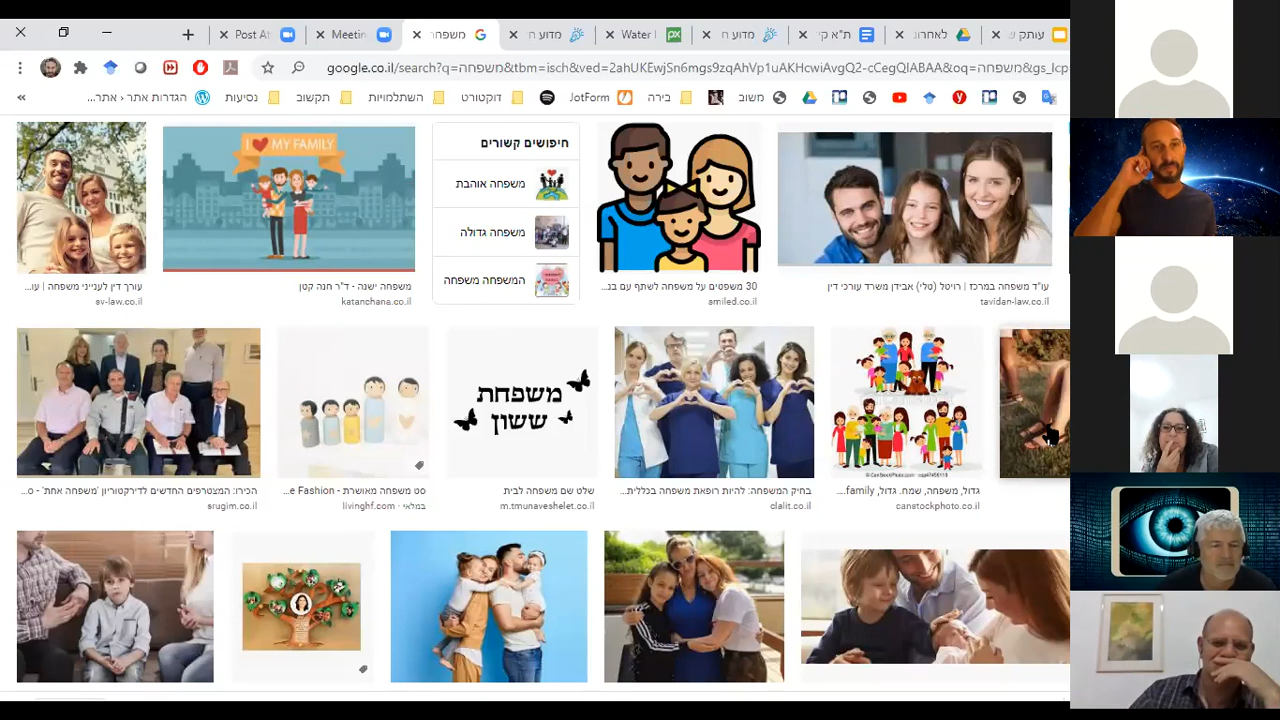 Post At
Meetin
משפחה
מדוע ח
Water
מדוע ח
ת"א קי
לאחרונ
עותק ש
google.co.il/search?q=משפחה&tbm=isch&ved=2ahUKEwjSn6mgs9zqAhVp1uAKHcwiAvgQ2-cCegQIABAA&oq=משפחה&gs_lcp
הגדרות אתר ‹ אתר...
נסיעות
תקשוב
השתלמויות
דוקטורט
JotForm
בירה
משוב
I MY FAMILY
חיפושים קשורים
משפחה אוהבת
משפחה גדולה
המשפחה משפחה
עורך דין לענייני משפחה | עו...
sv-law.co.il
משפחה ישנה - ד"ר חנה קטן
katanchana.co.il
30 משפטים על משפחה לשתף עם בנ...
smiled.co.il
עו"ד משפחה במרכז | רויטל (טלי) אבידן משרד עורכי דין
tavidan-law.co.il
משפחת
ששון
© CanStockPhoto.com
הכירו: המצטרפים החדשים לדירקטוריון 'משפחה אחת' - o...
srugim.co.il
סט משפחה מאושרת - e Fashion...
במלאי · livinghf.com
שלט שם משפחה לבית
m.tmunaveshelet.co.il
בחיק המשפחה: להיות רופאת משפחה בכללית...
clalit.co.il
גדול, משפחה, שמח. גדול, family...
canstockphoto.co.il